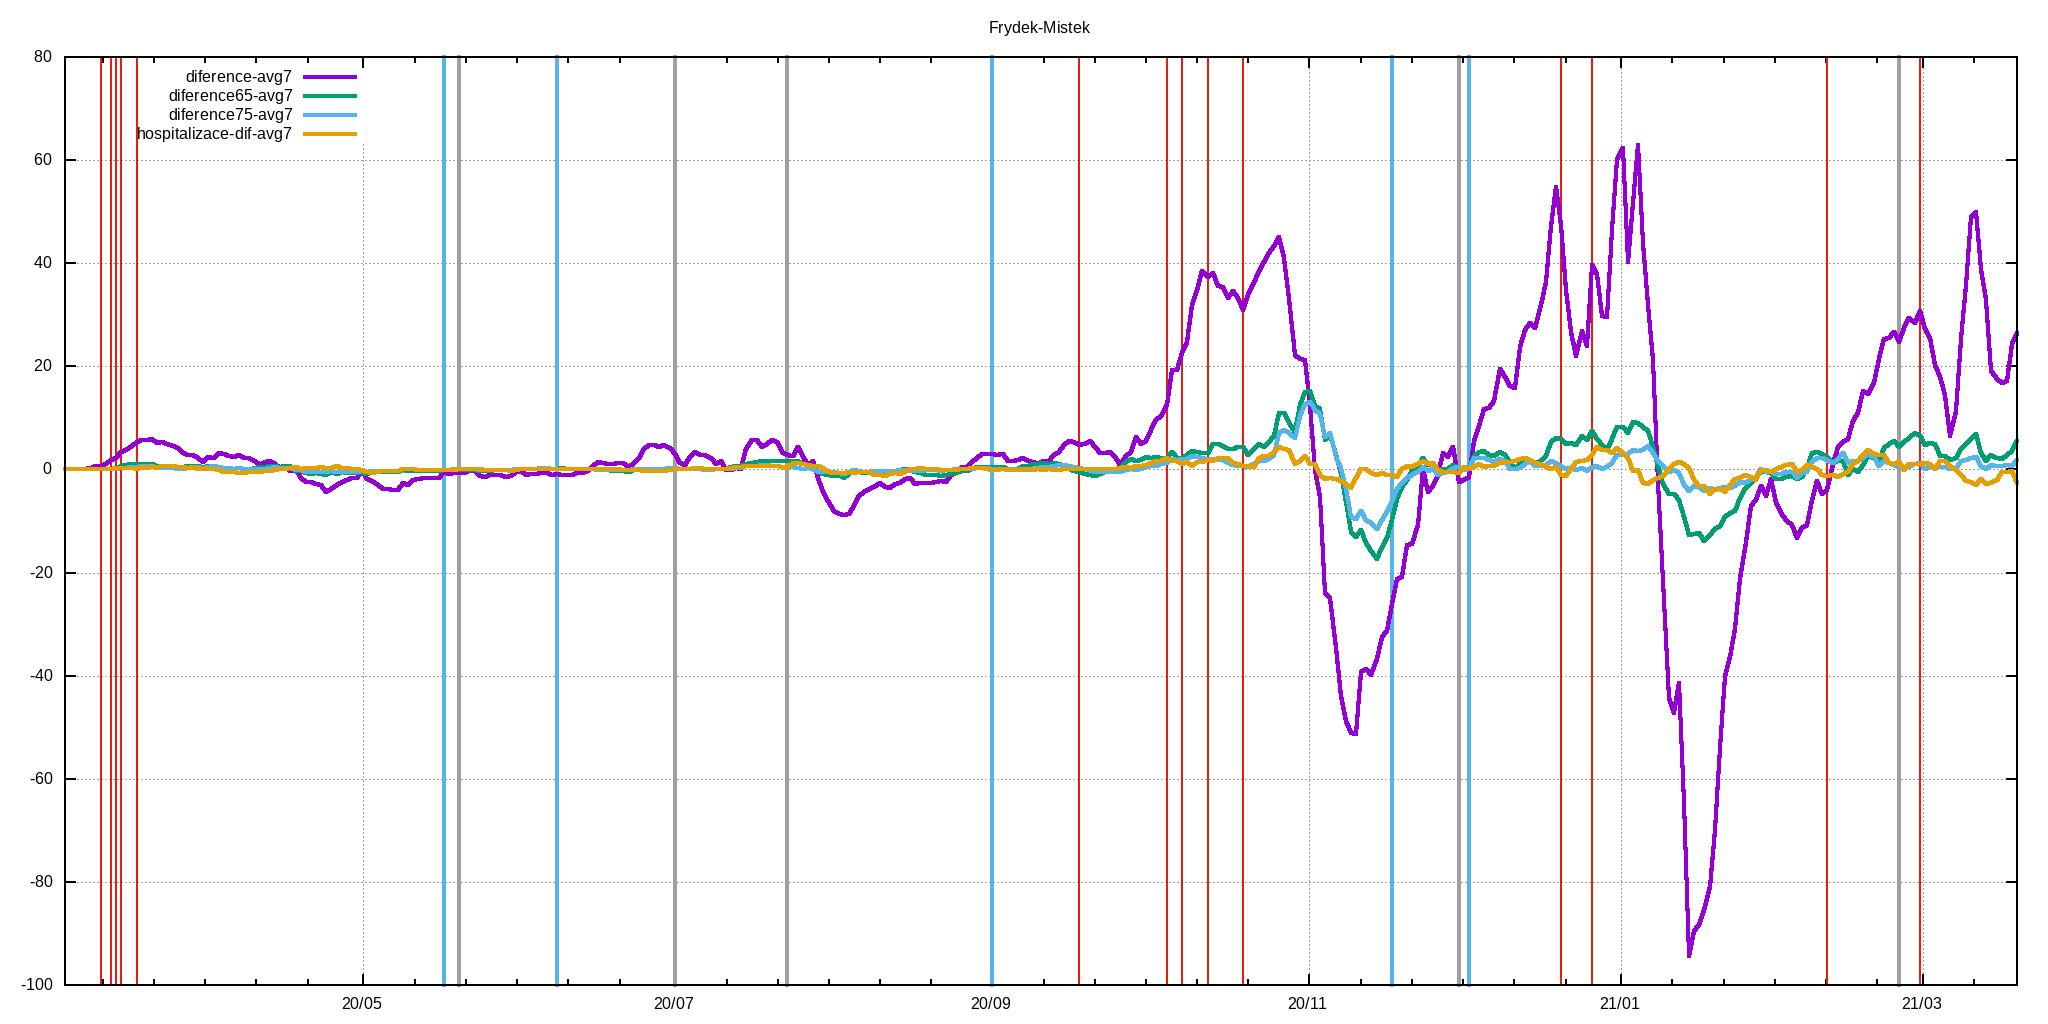 Frydek-Mistek
80
60
40
20
0
-20
-40
-60
-80
-100
diference-avg7
diference65-avg7
diference75-avg7
hospitalizace-dif-avg7
20/05 20/07 20/09 20/11 21/01 21/03